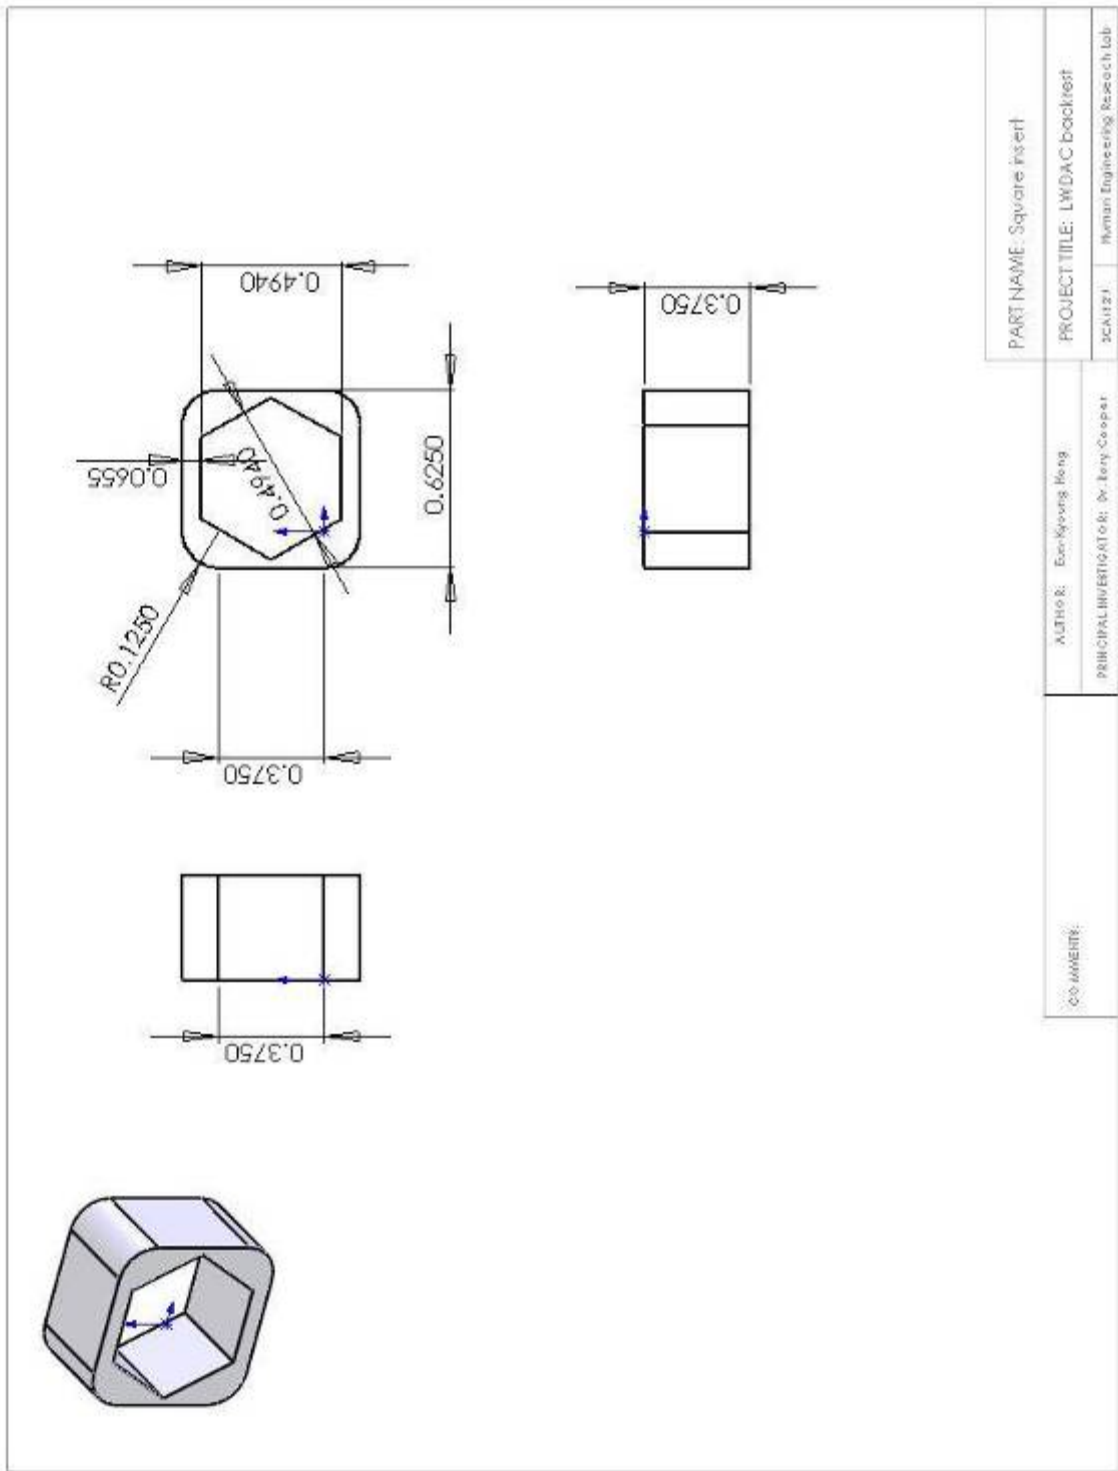 0.4940
0.0655
0.4940
0.6250
R0.1250
0.3750
0.3750
0.3750
PART NAME: Square insert
PROJECT TITLE: LWDAC backrest
Human Engineering Research Lab
AUTHOR: Eun-Kyoung Hong
PRINCIPAL INVESTIGATOR: Dr. Rory Cooper
COMMENTS: